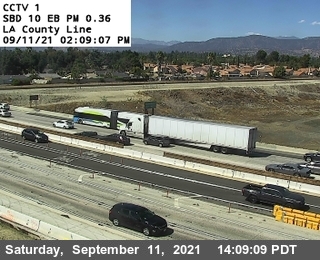 CCTV 1
SBD 10 EB PM 0.36
LA County Line
09/11/21 02:09:07 PM
Saturday, September 11, 2021 14:09:09 PDT